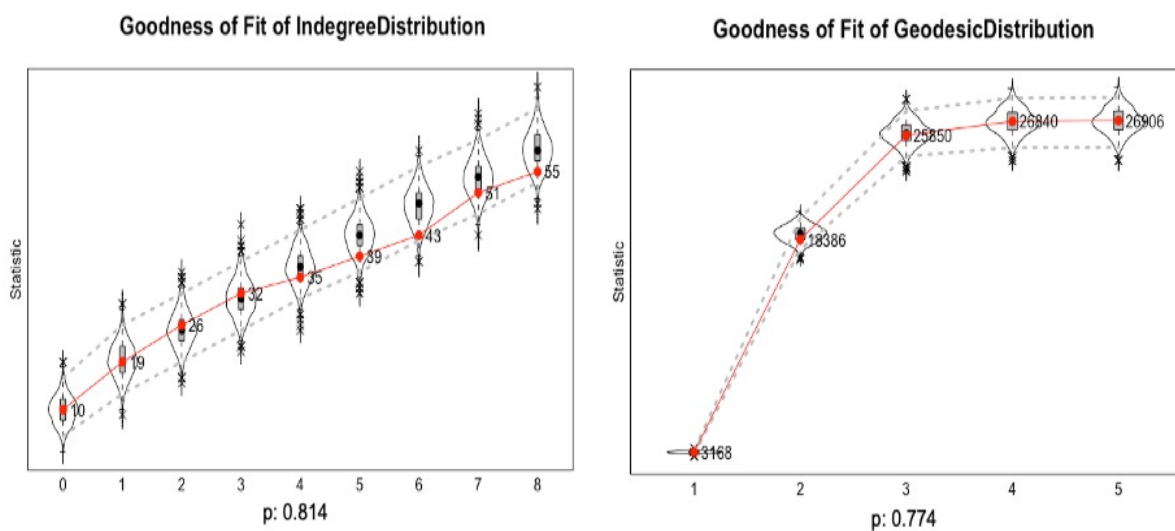 Goodness of Fit of IndegreeDistribution
Statistic
10
19
26
32
35
39
43
51
55
0 1 2 3 4 5 6 7 8
p: 0.814
Goodness of Fit of GeodesicDistribution
Statistic
3168
18386
25850
26840
26906
1 2 3 4 5
p: 0.774